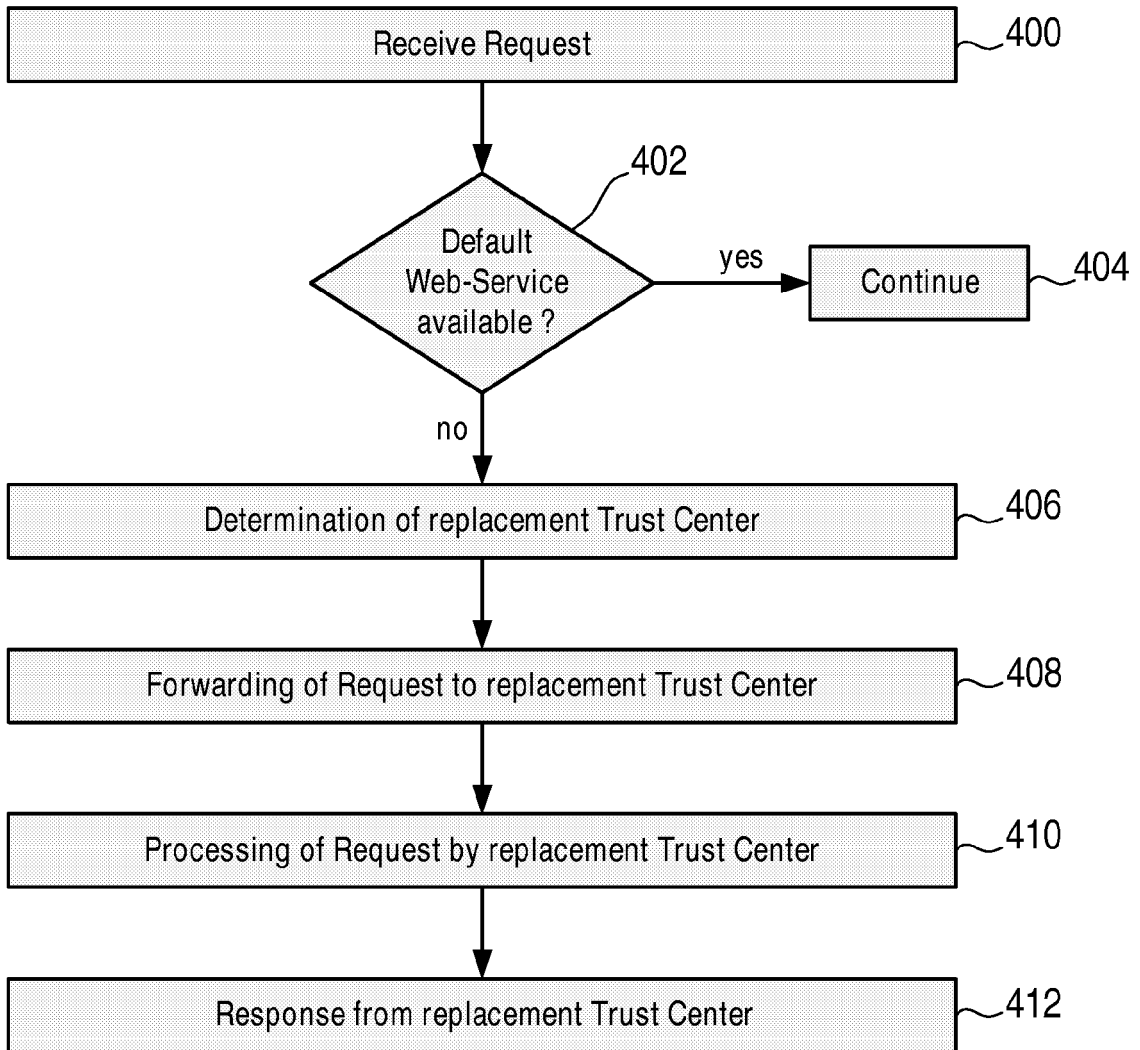 Receive Request
400
402
Default
Web-Service
available ?
yes
Continue
404
no
Determination of replacement Trust Center
406
Forwarding of Request to replacement Trust Center
408
Processing of Request by replacement Trust Center
410
Response from replacement Trust Center
412